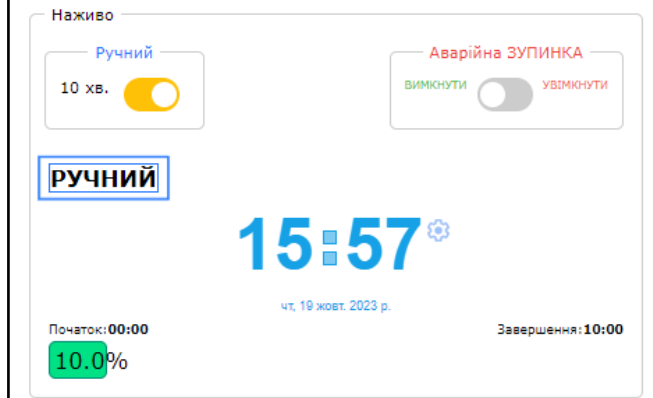 Наживо
Ручний
Аварійна ЗУПИНКА
10 хв.
ВИМКНУТИ
УВІМКНУТИ
РУЧНИЙ
15:57
чт, 19 жовт. 2023 р.
Початок:00:00
Завершення:10:00
10.0%